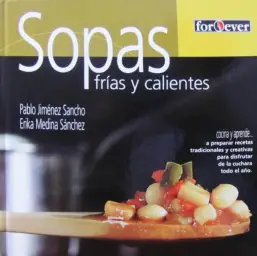 for ever
Sopas
frías y calientes
Pablo Jiménez Sancho
Erika Medina Sánchez
cocina y aprende...
a preparar recetas
tradicionales y creativas
para disfrutar
de la cuchara
todo el año.